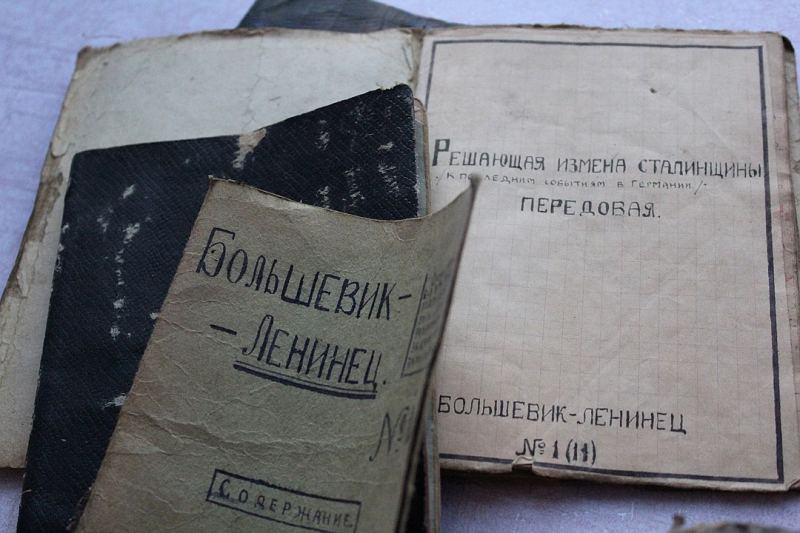 БОЛЬШЕВИК-
-ЛЕНИНЕЦ.
№
СОДЕРЖАНИЕ
РЕШАЮЩАЯ ИЗМЕНА СТАЛИНЩИНЫ
/К ПОСЛЕДНИМ СОБЫТИЯМ В ГЕРМАНИИ/-
ПЕРЕДОВАЯ.
БОЛЬШЕВИК-ЛЕНИНЕЦ
№ 1 (11)